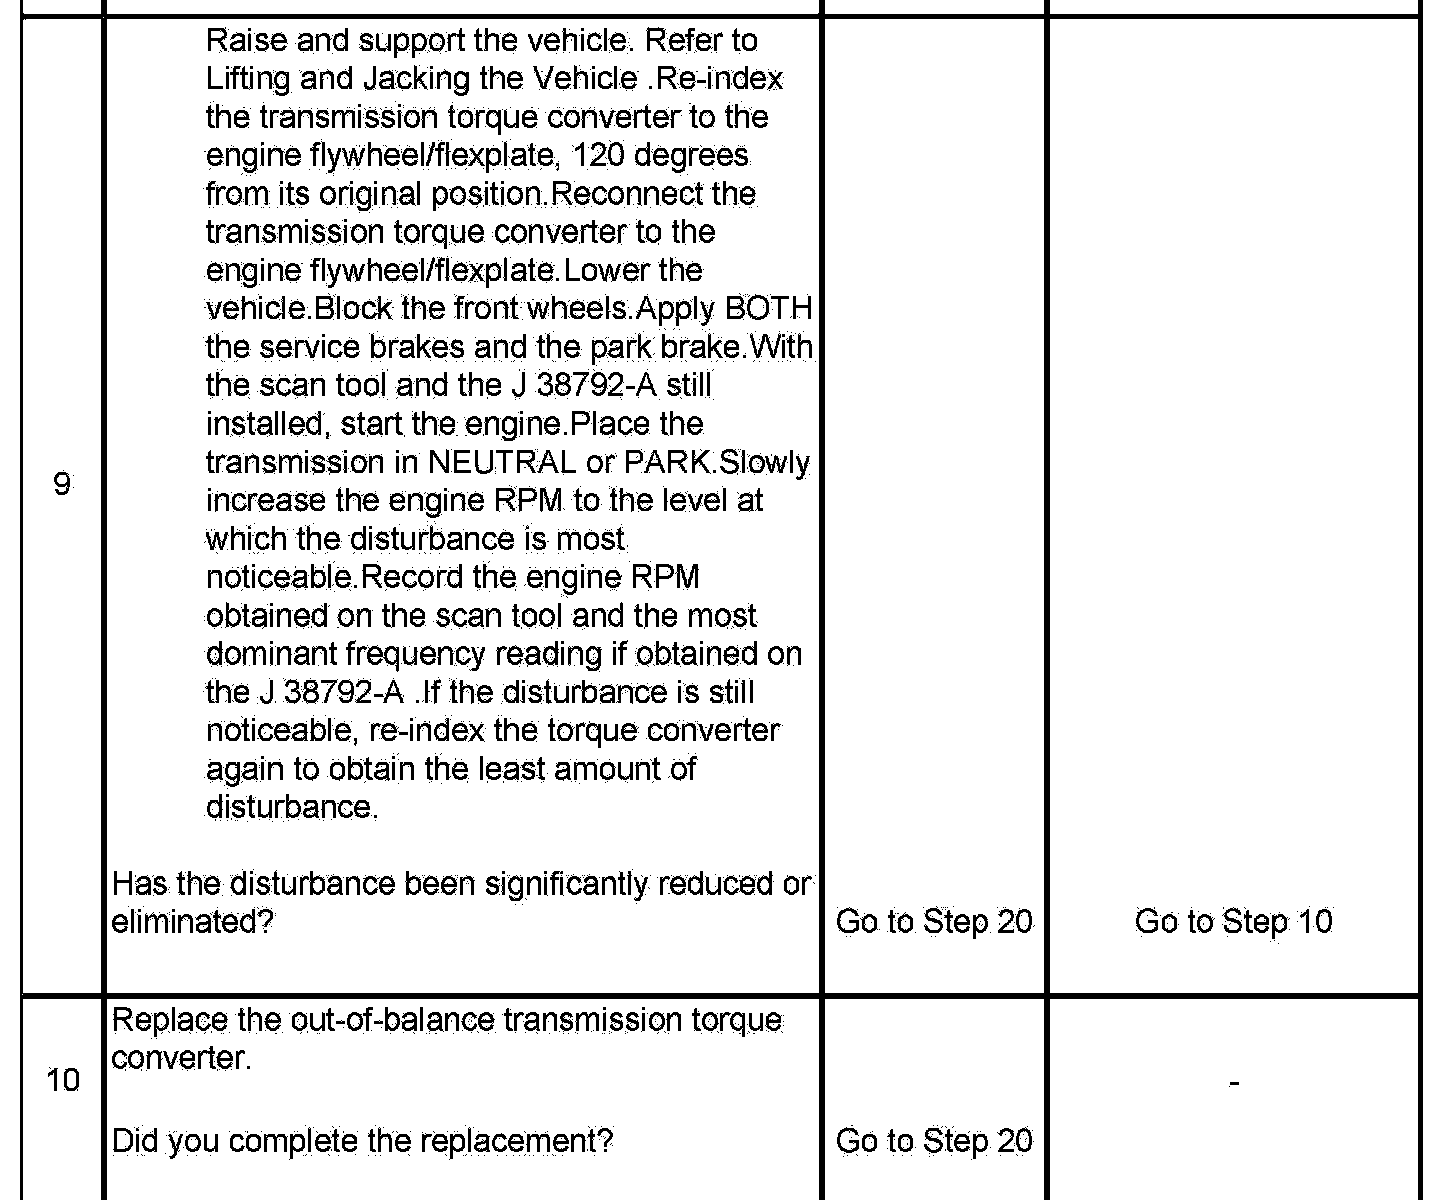 Raise and support the vehicle. Refer to
Lifting and Jacking the Vehicle .Re-index
the transmission torque converter to the
engine flywheel/flexplate, 120 degrees
from its original position.Reconnect the
transmission torque converter to the
engine flywheel/flexplate.Lower the
vehicle.Block the front wheels.Apply BOTH
the service brakes and the park brake.With
the scan tool and the J 38792-A still
installed, start the engine.Place the
transmission in NEUTRAL or PARK.Slowly
9
increase the engine RPM to the level at
which the disturbance is most
noticeable.Record the engine RPM
obtained on the scan tool and the most
dominant frequency reading if obtained on
the J 38792-A .If the disturbance is still
noticeable, re-index the torque converter
again to obtain the least amount of
disturbance.
Has the disturbance been significantly reduced or
eliminated?
Go to Step 20
Go to Step 10
10
Replace the out-of-balance transmission torque
converter.
-
Did you complete the replacement?
Go to Step 20